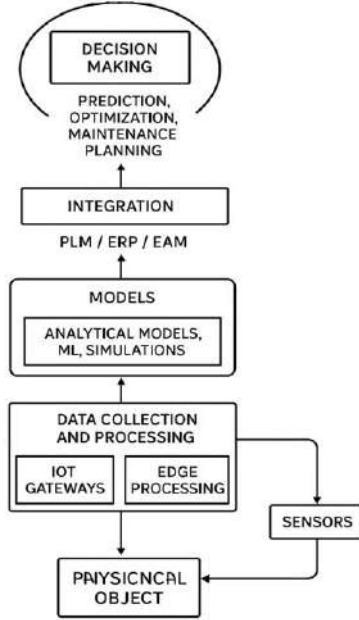 DECISION
MAKING
PREDICTION,
OPTIMIZATION,
MAINTENANCE
PLANNING
INTEGRATION
PLM / ERP / EAM
MODELS
ANALYTICAL MODELS,
ML, SIMULATIONS
DATA COLLECTION
AND PROCESSING
IOT
GATEWAYS
EDGE
PROCESSING
SENSORS
OBJECT